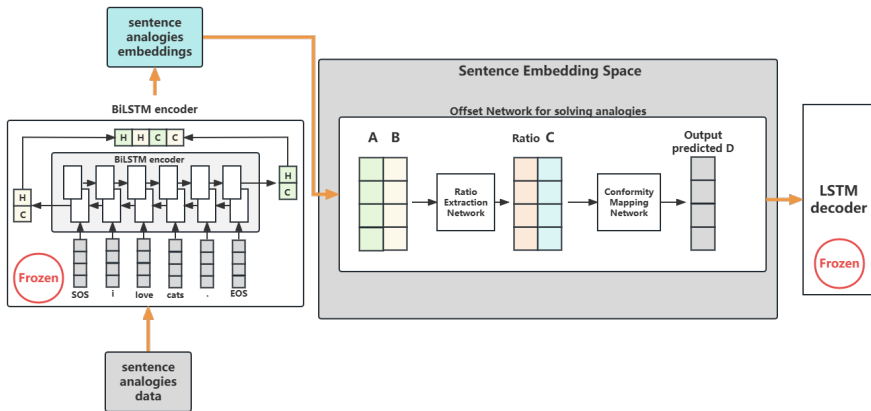 sentence
analogies
embeddings
BiLSTM encoder
H H C C
BiLSTM encoder
H
C
H
C
Frozen
SOS i love cats . EOS
sentence
analogies
data
Sentence Embedding Space
Offset Network for solving analogies
A B
Ratio
Extraction
Network
Ratio C
Conformity
Mapping
Network
Output
predicted D
LSTM
decoder
Frozen